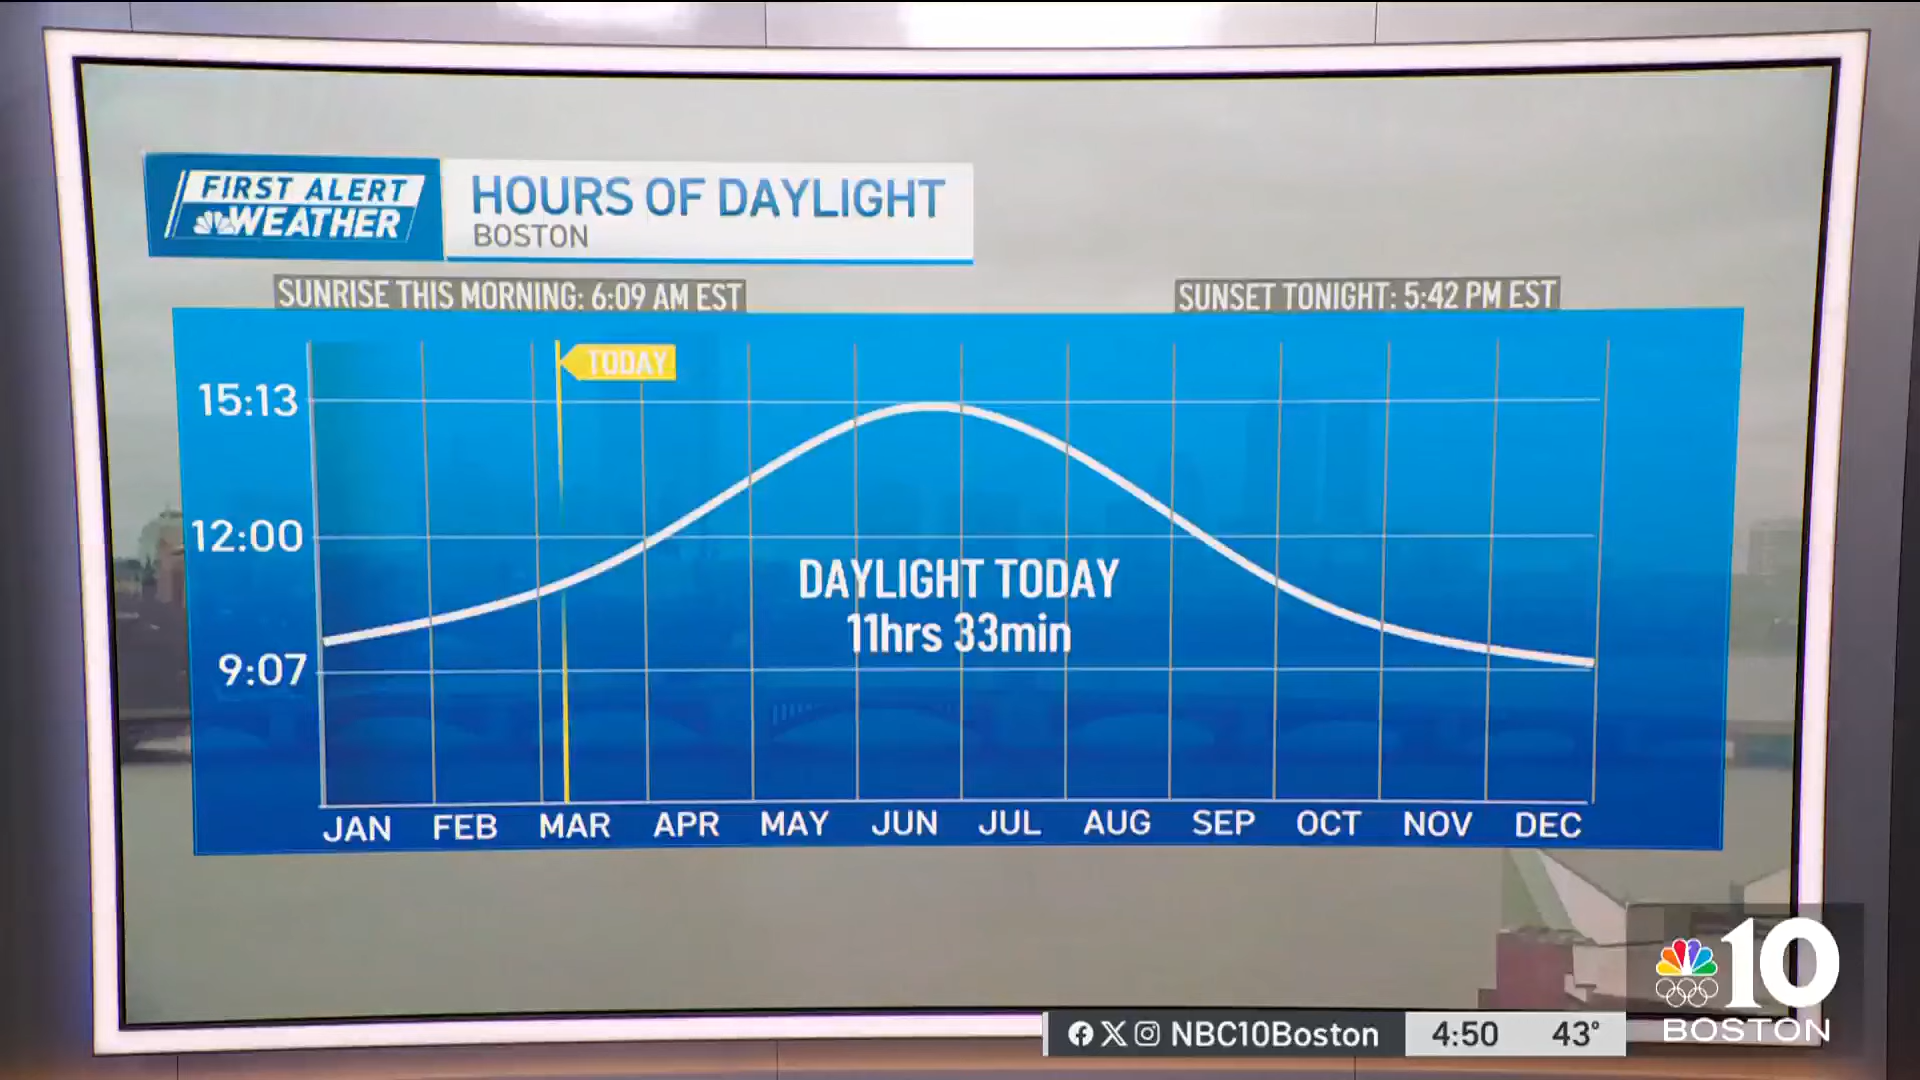 FIRST ALERT
WEATHER
HOURS OF DAYLIGHT
BOSTON
SUNRISE THIS MORNING: 6:09 AM EST
SUNSET TONIGHT: 5:42 PM EST
TODAY
15:13
12:00
9:07
DAYLIGHT TODAY
11hrs 33min
JAN FEB MAR APR MAY JUN JUL AUG SEP OCT NOV DEC
NBC10Boston 4:50 43°
10
BOSTON